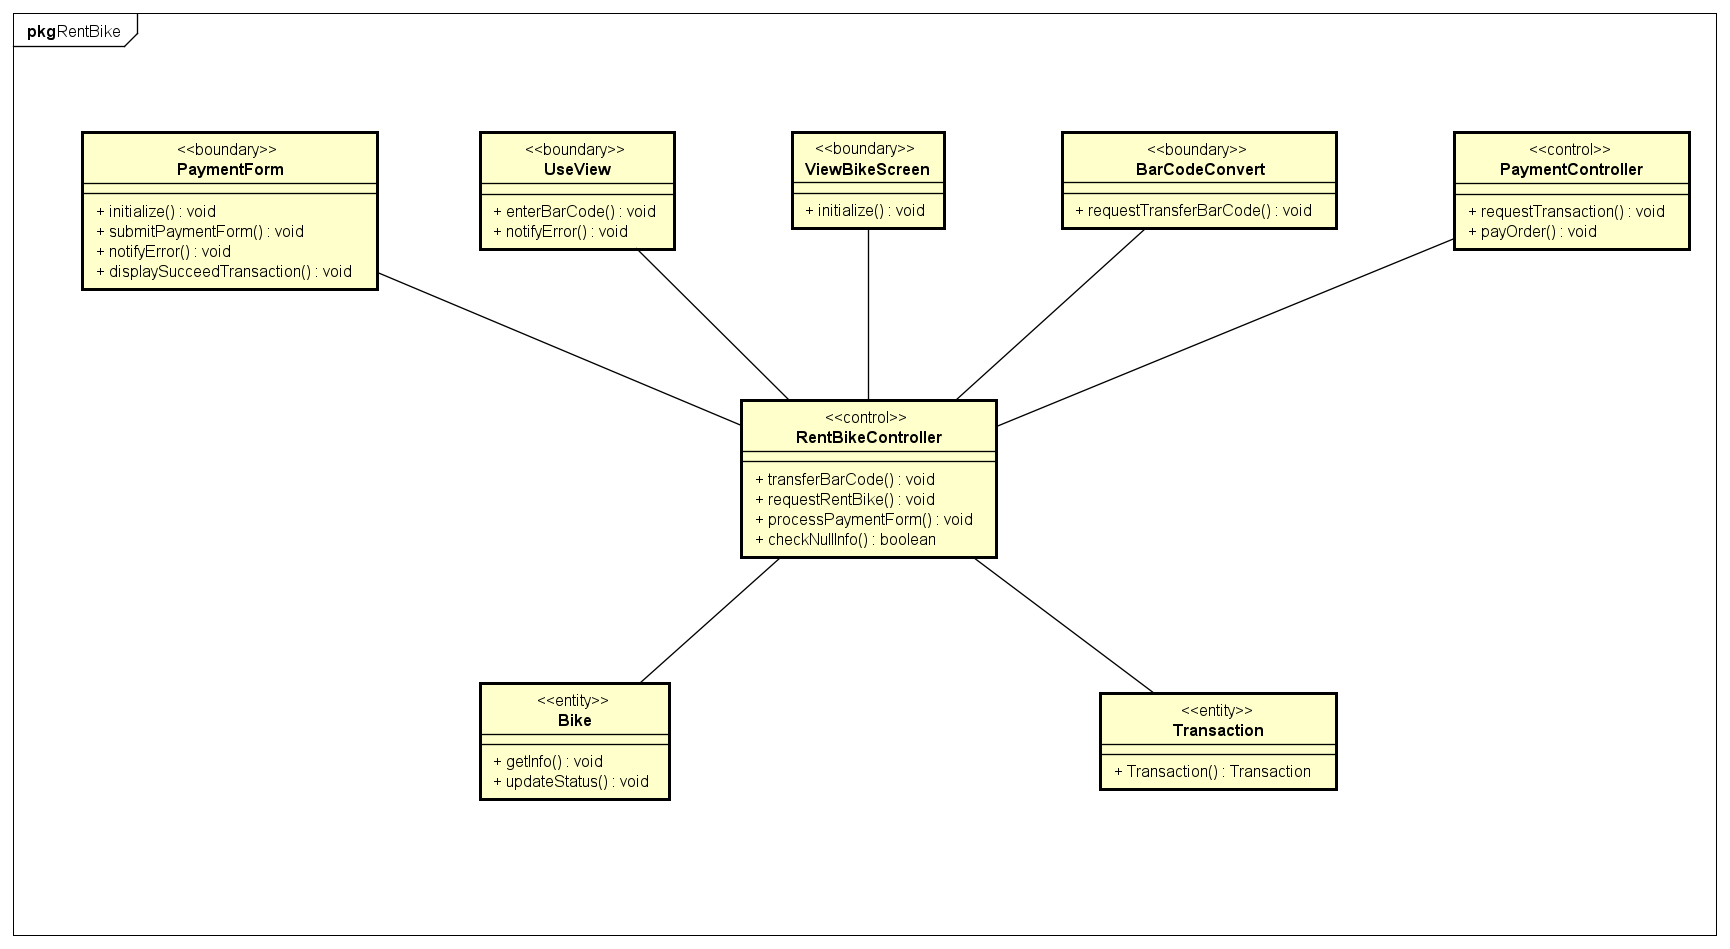 pkg RentBike
<<boundary>>
PaymentForm
+ initialize() : void
+ submitPaymentForm() : void
+ notifyError() : void
+ displaySucceedTransaction() : void
<<boundary>>
UseView
+ enterBarCode() : void
+ notifyError() : void
<<boundary>>
ViewBikeScreen
+ initialize() : void
<<boundary>>
BarCodeConvert
+ requestTransferBarCode() : void
<<control>>
PaymentController
+ requestTransaction() : void
+ payOrder() : void
<<control>>
RentBikeController
+ transferBarCode() : void
+ requestRentBike() : void
+ processPaymentForm() : void
+ checkNullInfo() : boolean
<<entity>>
Bike
+ getInfo() : void
+ updateStatus() : void
<<entity>>
Transaction
+ Transaction() : Transaction